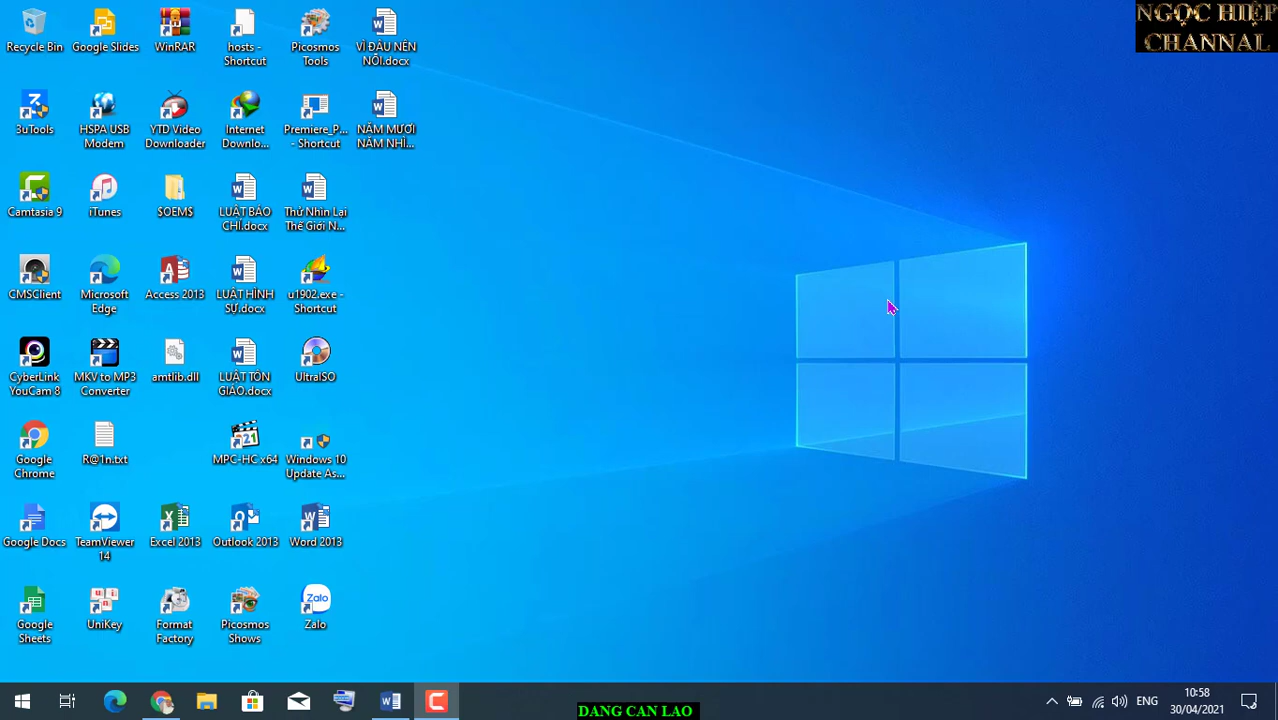 NGỌC HIỆP
CHANNAL
Recycle Bin
Google Slides
WinRAR
hosts -
Shortcut
Picosmos
Tools
VÌ ĐÂU NÊN
NỖI.docx
3uTools
HSPA USB
Modem
YTD Video
Downloader
Internet
Downlo...
Premiere_P...
- Shortcut
NĂM MƯƠI
NĂM NHÌ...
Camtasia 9
iTunes
$OEM$
LUẬT BÁO
CHÍ.docx
Thử Nhìn Lại
Thế Giới N...
CMSClient
Microsoft
Edge
Access 2013
LUẬT HÌNH
SỰ.docx
u1902.exe -
Shortcut
CyberLink
YouCam 8
MKV to MP3
Converter
amtlib.dll
LUẬT TÔN
GIÁO.docx
UltraISO
Google
Chrome
R@1n.txt
MPC-HC x64
Windows 10
Update As...
Google Docs
TeamViewer
14
Excel 2013
Outlook 2013
Word 2013
Google
Sheets
UniKey
Format
Factory
Picosmos
Shows
Zalo
Zalo
ENG
10:58
30/04/2021
DANG CAN LAO